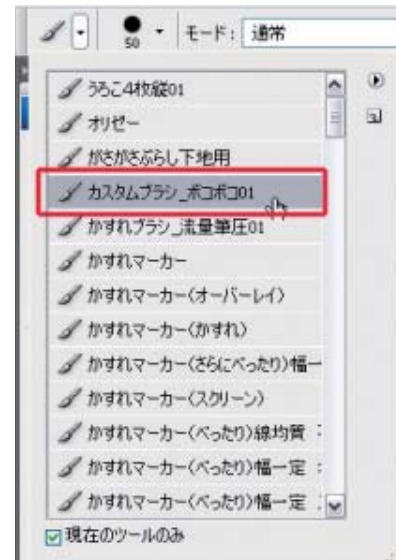 50 モード: 通常
うろこ4枚縦01
オリゼー
がさがさぶらし下地用
カスタムブラシ_ボコボコ01
かすれブラシ_流量筆圧01
かすれマーカー
かすれマーカー(オーバーレイ)
かすれマーカー(かすれ)
かすれマーカー(さらにべったり)幅一
かすれマーカー(スクリーン)
かすれマーカー(べったり)線均質
かすれマーカー(べったり)幅一定
かすれマーカー(べったり)幅一定
現在のツールのみ